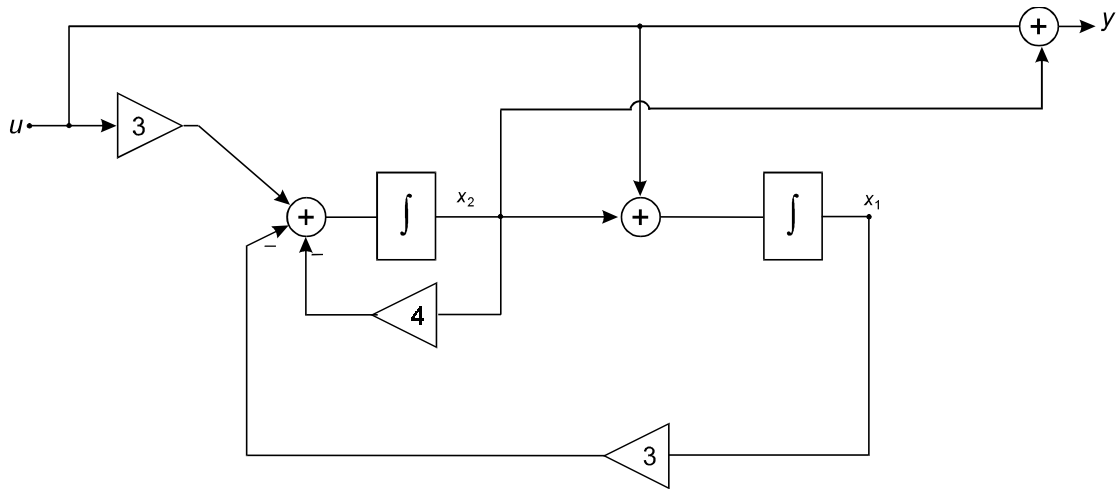 + y
u 3
x₂ x₁
+ ∫ + ∫
– –
4
3